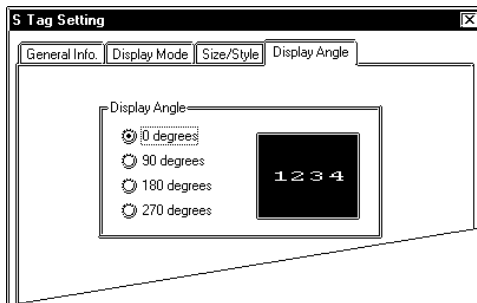 S Tag Setting
General Info. Display Mode Size/Style Display Angle
Display Angle
0 degrees
90 degrees
180 degrees
270 degrees
1234